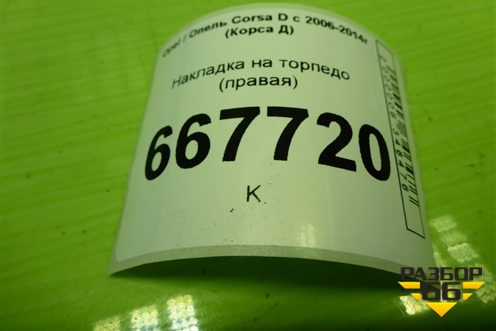 Opel / Опель Corsa D с 2006-2014г
(Корса Д)
Накладка на торпедо
(правая)
667720
К
РАЗБОР
66